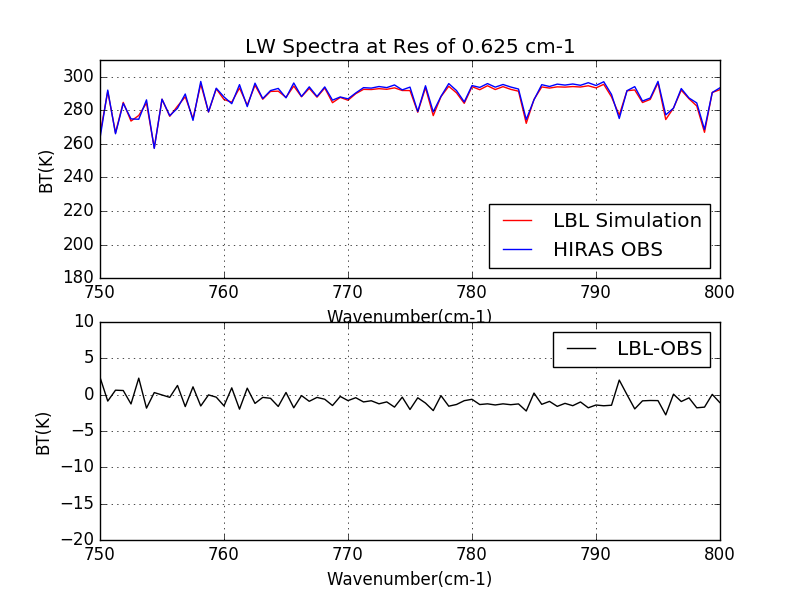 LW Spectra at Res of 0.625 cm-1
BT(K)
300
280
260
240
220
200
180
LBL Simulation
HIRAS OBS
750 760 770 780 790 800
Wavenumber(cm-1)
BT(K)
10
5
0
−5
−10
−15
−20
LBL-OBS
750 760 770 780 790 800
Wavenumber(cm-1)